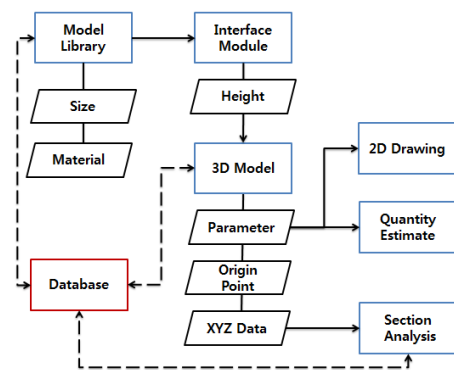 Model
Library
Interface
Module
Size
Height
Material
3D Model
2D Drawing
Parameter
Quantity
Estimate
Database
Origin
Point
XYZ Data
Section
Analysis